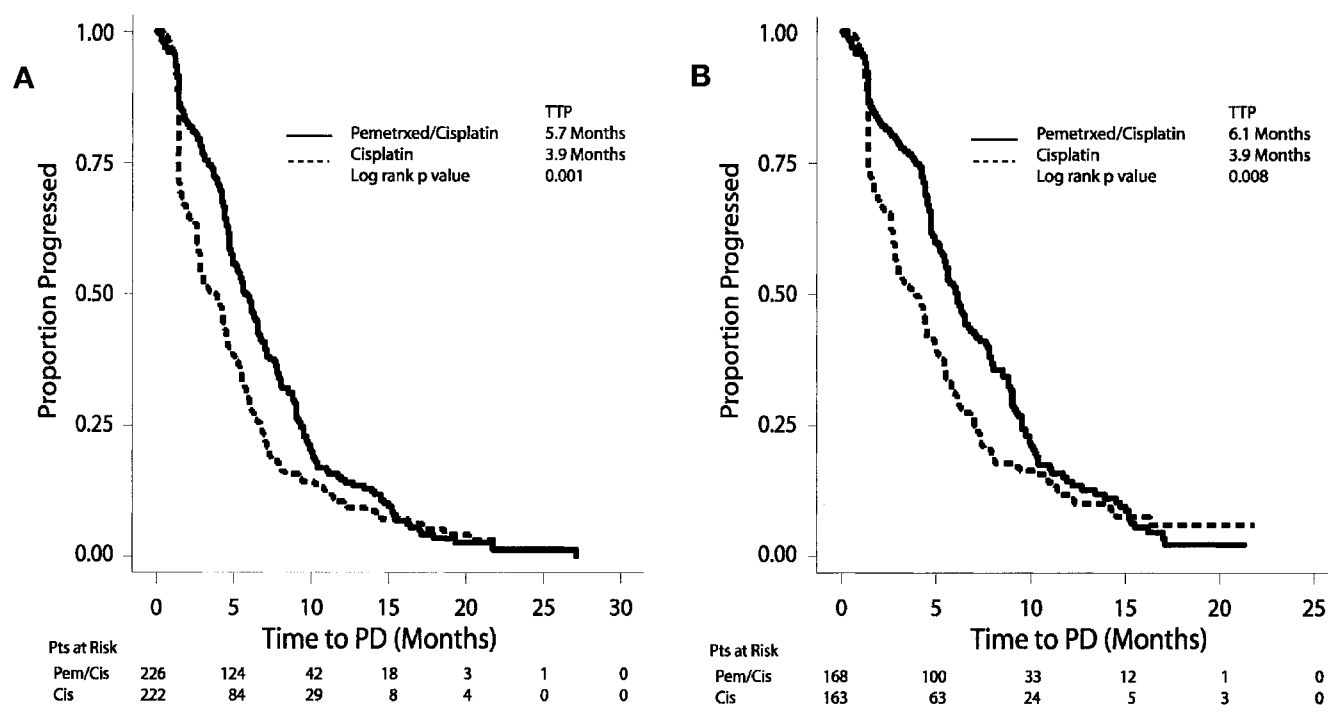 A
Proportion Progressed
1.00
0.75
0.50
0.25
0.00
TTP
Pemetrxed/Cisplatin 5.7 Months
Cisplatin 3.9 Months
Log rank p value 0.001
0 5 10 15 20 25 30
Time to PD (Months)
Pts at Risk
Pem/Cis 226 124 42 18 3 1 0
Cis 222 84 29 8 4 0 0
B
Proportion Progressed
1.00
0.75
0.50
0.25
0.00
TTP
Pemetrxed/Cisplatin 6.1 Months
Cisplatin 3.9 Months
Log rank p value 0.008
0 5 10 15 20 25
Time to PD (Months)
Pts at Risk
Pem/Cis 168 100 33 12 1 0
Cis 163 63 24 5 3 0